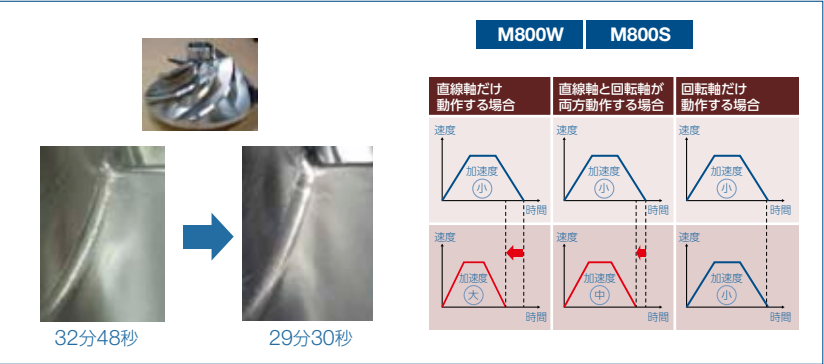 M800W
M800S
直線軸だけ
動作する場合
直線軸と回転軸が
両方動作する場合
回転軸だけ
動作する場合
速度
加速度
小
時間
速度
加速度
小
時間
速度
加速度
小
時間
速度
加速度
大
時間
速度
加速度
中
時間
速度
加速度
小
時間
32分48秒
29分30秒